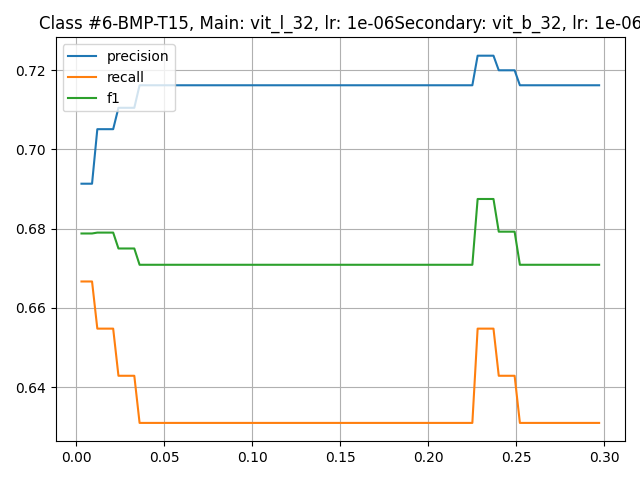 Class #6-BMP-T15, Main: vit_l_32, lr: 1e-06Secondary: vit_b_32, lr: 1e-06
precision
recall
f1
0.72
0.70
0.68
0.66
0.64
0.00 0.05 0.10 0.15 0.20 0.25 0.30